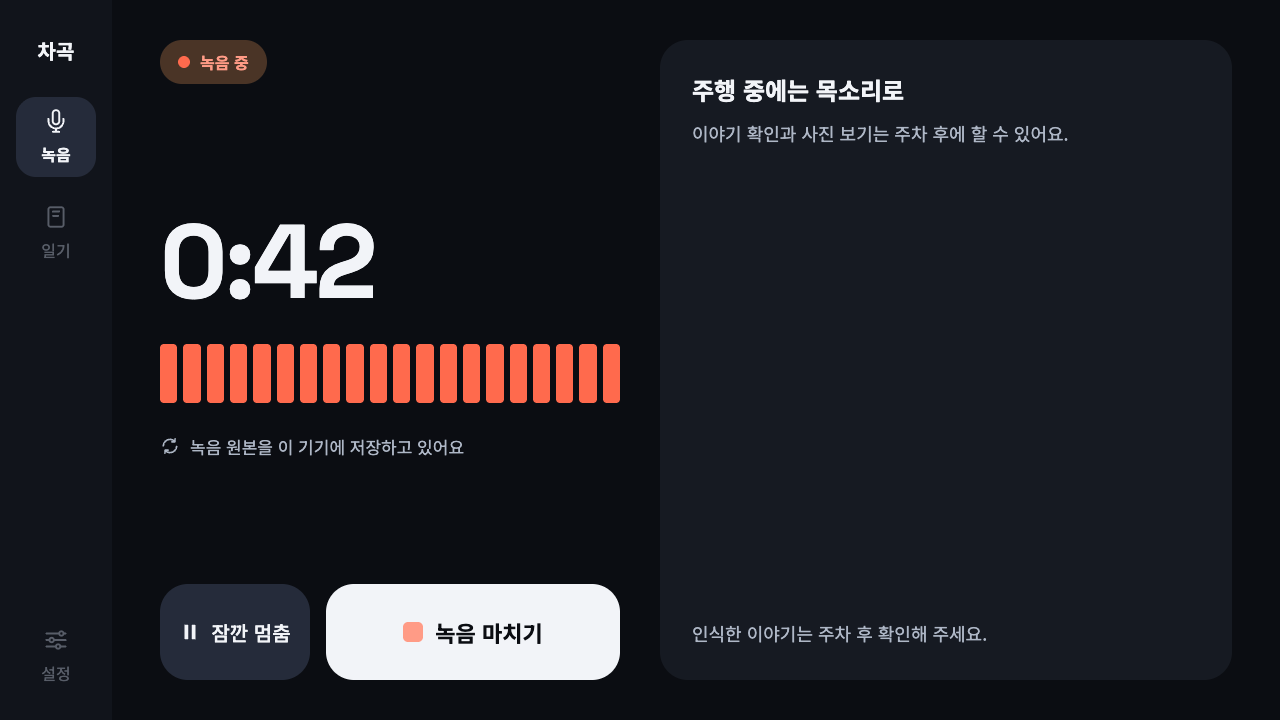 차곡
녹음
일기
설정
녹음 중
0:42
녹음 원본을 이 기기에 저장하고 있어요
잠깐 멈춤
녹음 마치기
주행 중에는 목소리로
이야기 확인과 사진 보기는 주차 후에 할 수 있어요.
인식한 이야기는 주차 후 확인해 주세요.